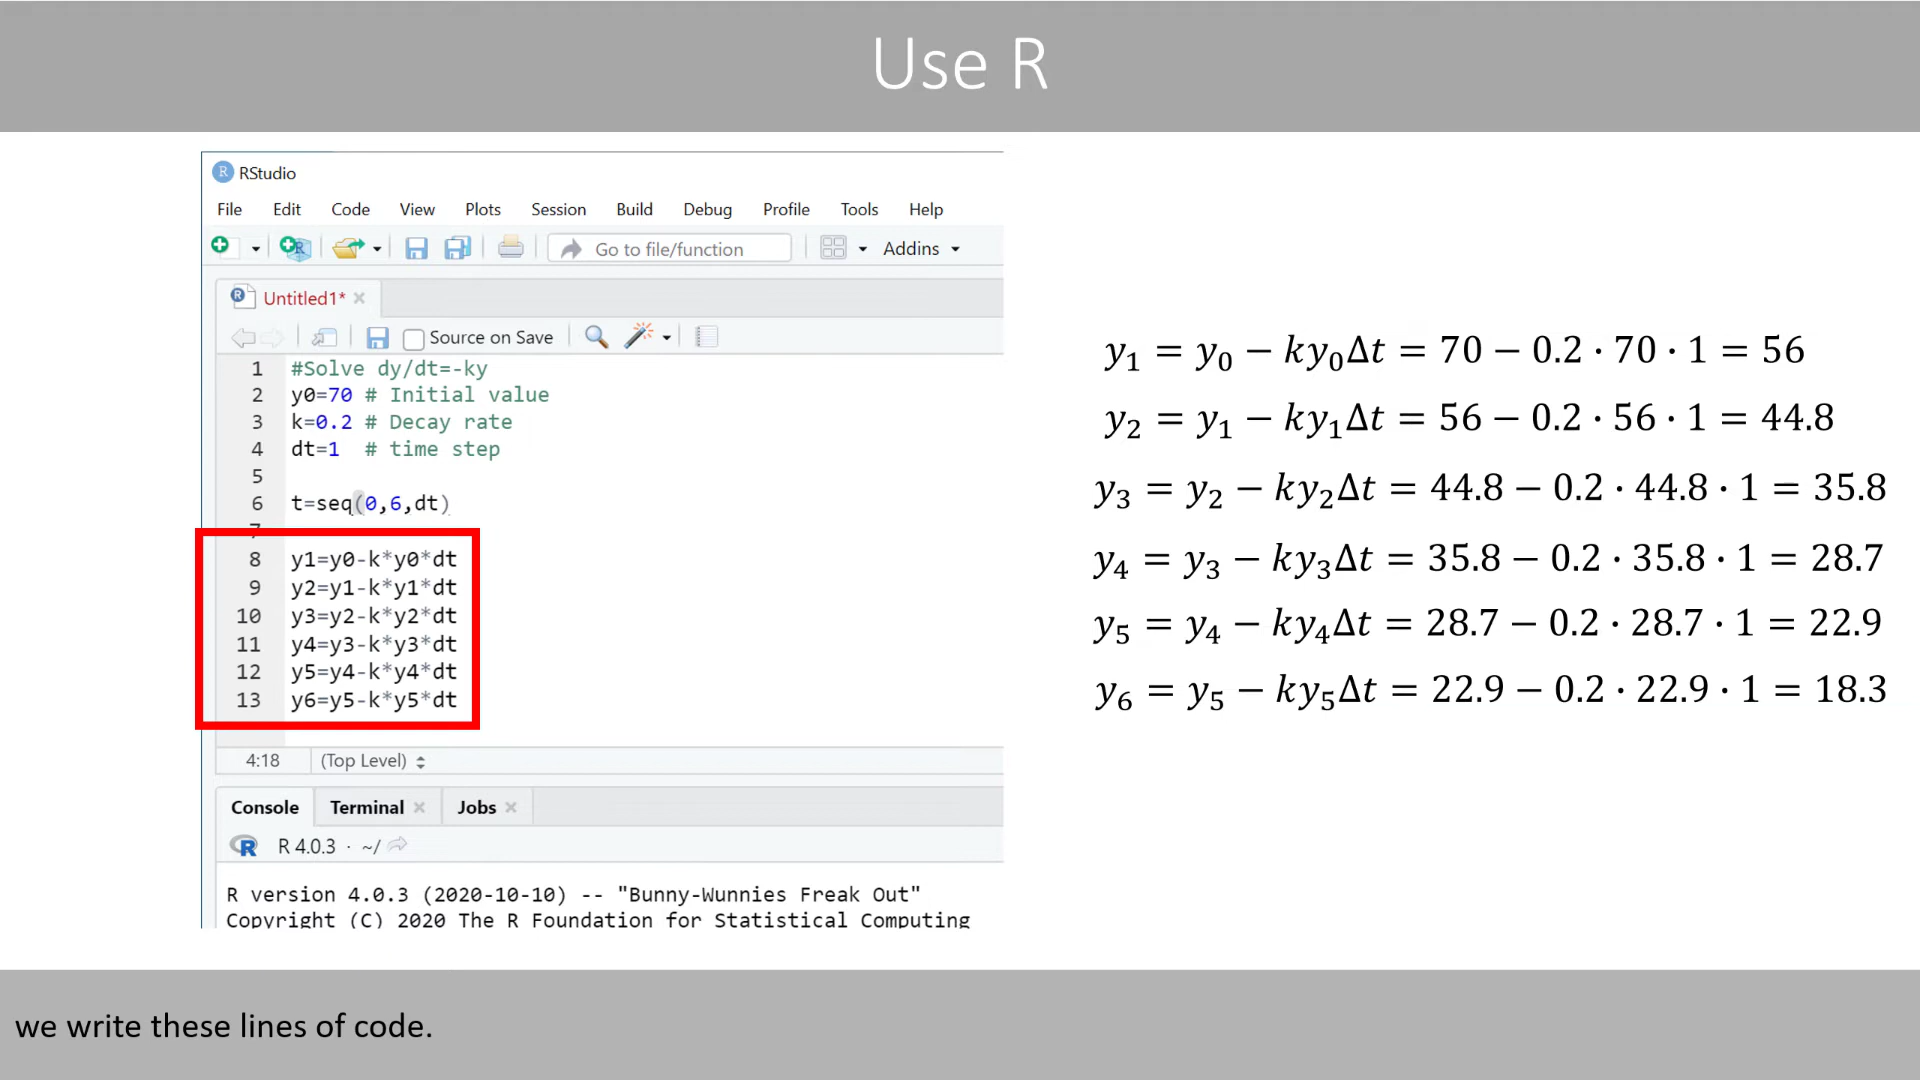 Use R
RStudio
File Edit Code View Plots Session Build Debug Profile Tools Help
Go to file/function Addins
Untitled1*
Source on Save
1 #Solve dy/dt=-ky
2 y0=70 # Initial value
3 k=0.2 # Decay rate
4 dt=1 # time step
5
6 t=seq(0,6,dt)
7
8 y1=y0-k*y0*dt
9 y2=y1-k*y1*dt
10 y3=y2-k*y2*dt
11 y4=y3-k*y3*dt
12 y5=y4-k*y4*dt
13 y6=y5-k*y5*dt
4:18 (Top Level)
Console Terminal Jobs
R 4.0.3 · ~/
R version 4.0.3 (2020-10-10) -- "Bunny-Wunnies Freak Out"
Copyright (C) 2020 The R Foundation for Statistical Computing
y₁ = y₀ − ky₀Δt = 70 − 0.2 · 70 · 1 = 56
y₂ = y₁ − ky₁Δt = 56 − 0.2 · 56 · 1 = 44.8
y₃ = y₂ − ky₂Δt = 44.8 − 0.2 · 44.8 · 1 = 35.8
y₄ = y₃ − ky₃Δt = 35.8 − 0.2 · 35.8 · 1 = 28.7
y₅ = y₄ − ky₄Δt = 28.7 − 0.2 · 28.7 · 1 = 22.9
y₆ = y₅ − ky₅Δt = 22.9 − 0.2 · 22.9 · 1 = 18.3
we write these lines of code.